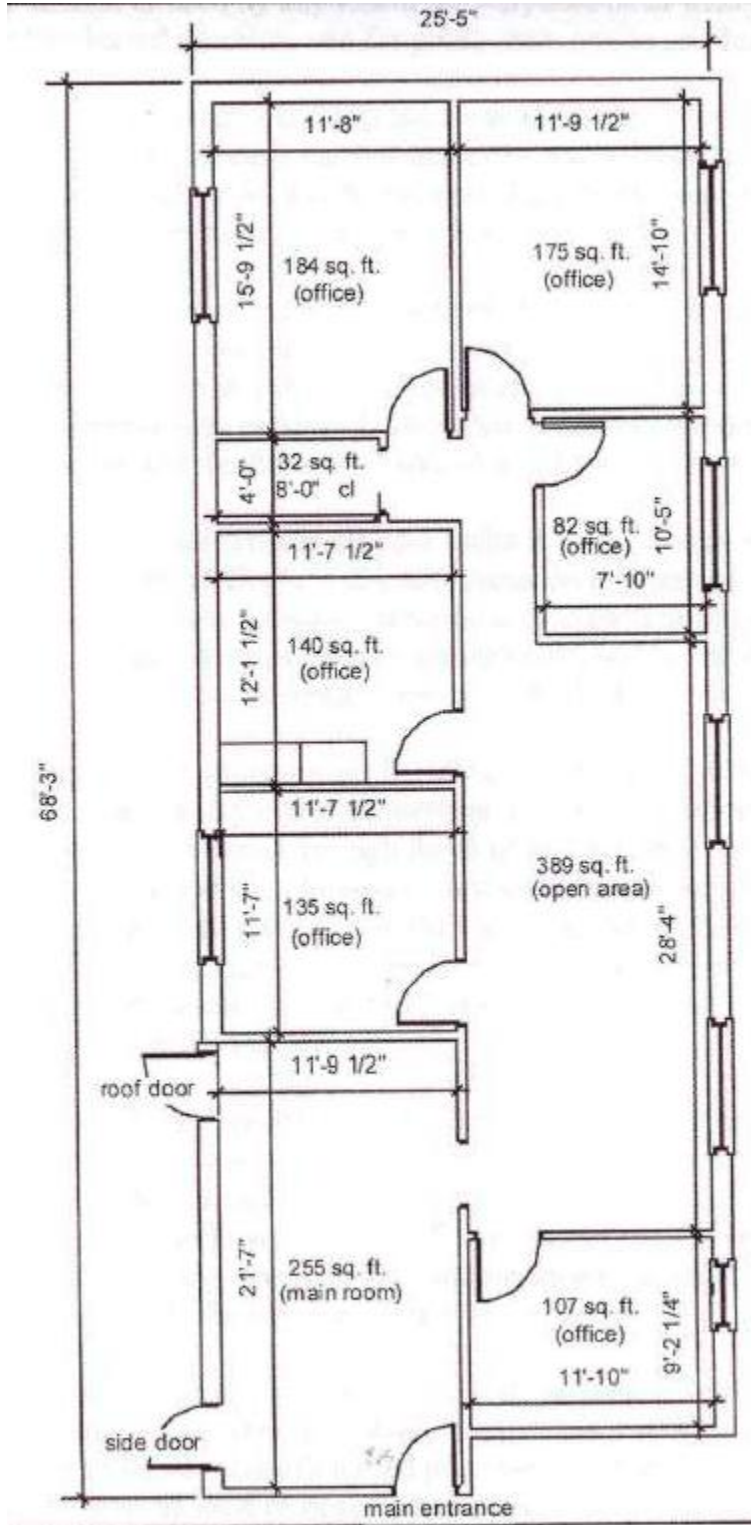 25'-5"
11'-8"
11'-9 1/2"
15'-9 1/2"
184 sq. ft.
(office)
175 sq. ft.
(office)
14'-10"
4'-0"
32 sq. ft.
8'-0" cl
82 sq. ft.
(office)
10'-5"
7'-10"
11'-7 1/2"
12'-1 1/2"
140 sq. ft.
(office)
68'-3"
11'-7 1/2"
11'-7"
135 sq. ft.
(office)
389 sq. ft.
(open area)
28'-4"
11'-9 1/2"
roof door
21'-7"
255 sq. ft.
(main room)
107 sq. ft.
(office)
9'-2 1/4"
11'-10"
side door
main entrance